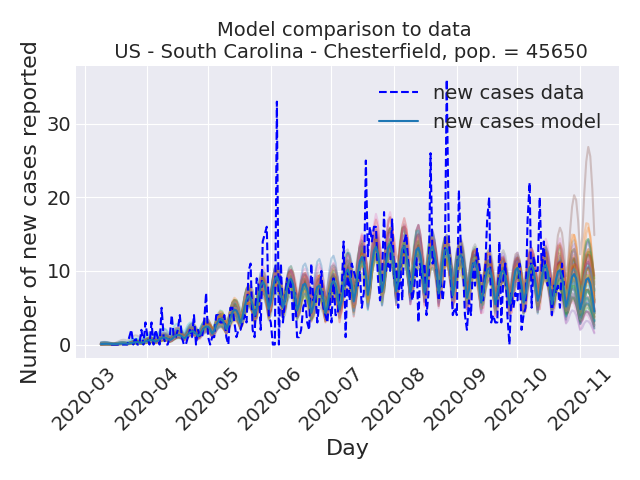 Model comparison to data
US - South Carolina - Chesterfield, pop. = 45650
Number of new cases reported
30
20
10
0
new cases data
new cases model
2020-03
2020-04
2020-05
2020-06
2020-07
2020-08
2020-09
2020-10
2020-11
Day